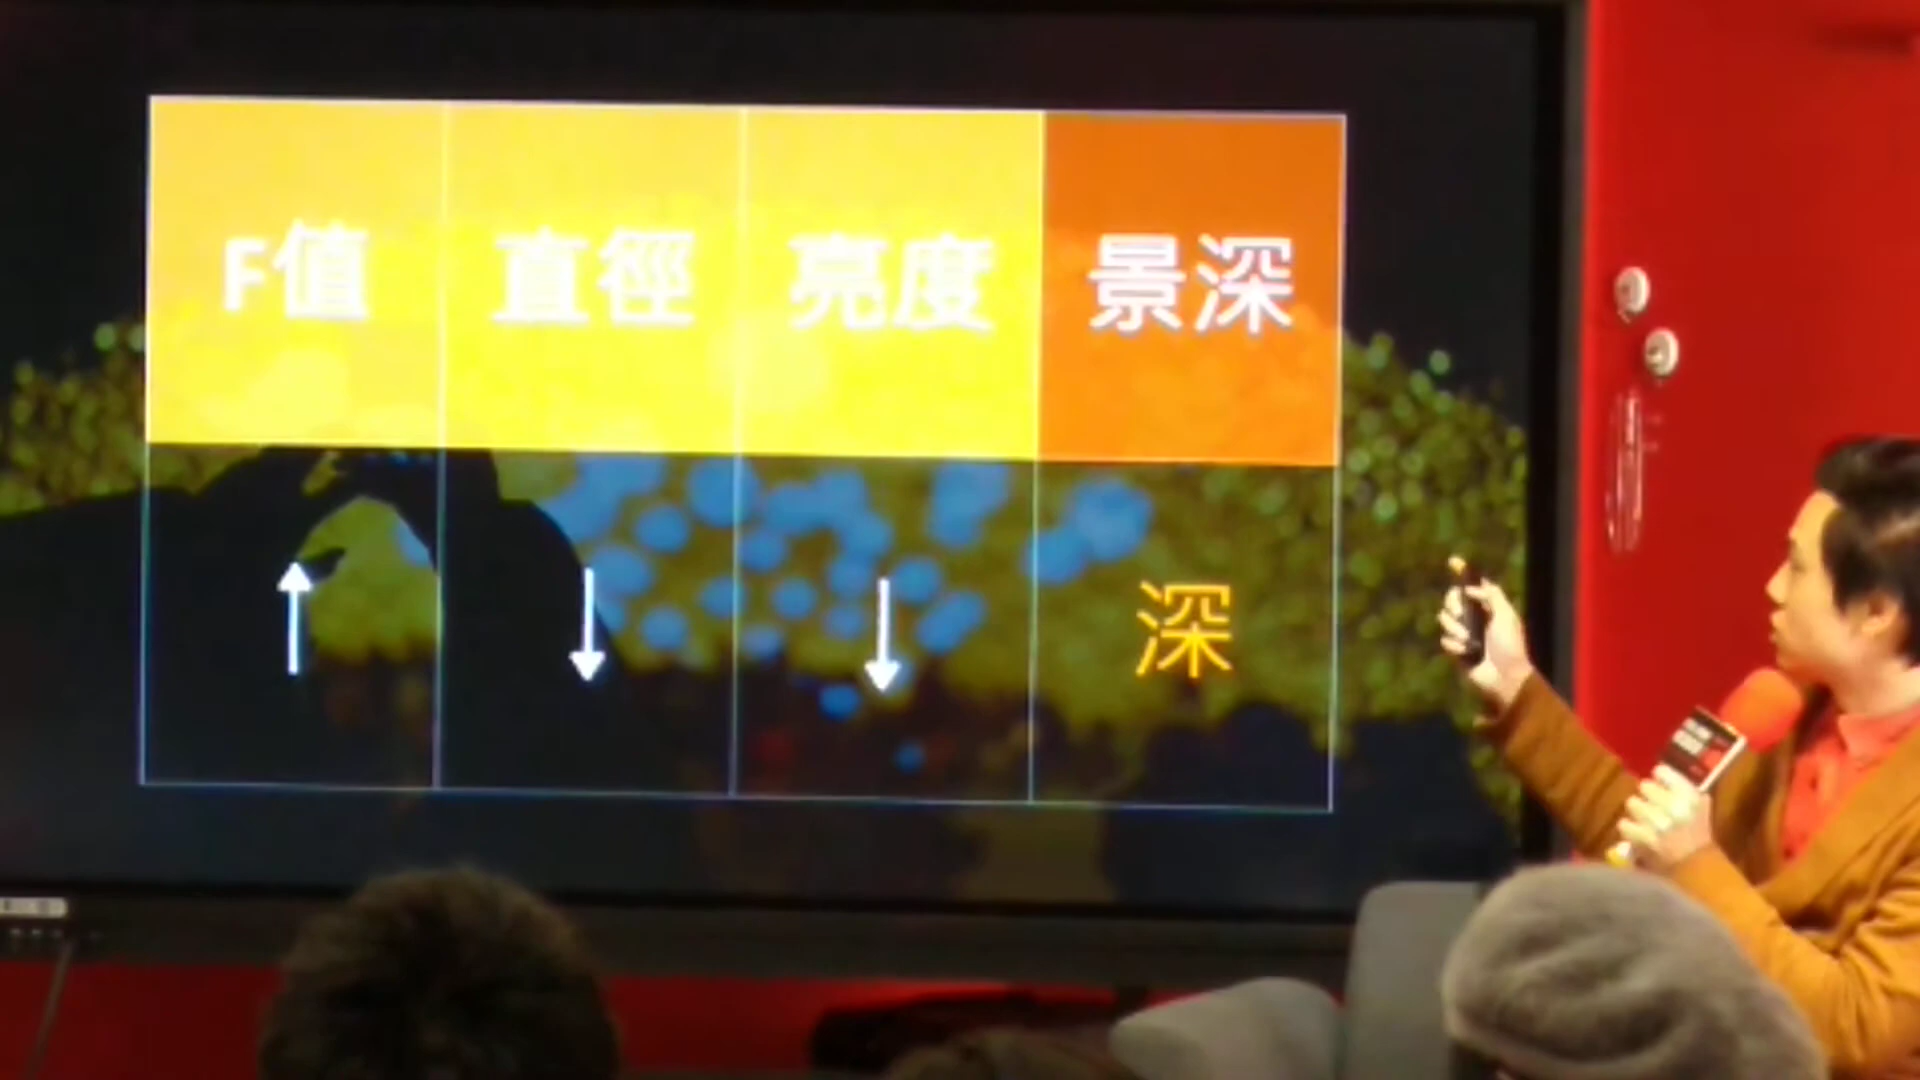 F值 直徑 亮度 景深
↑ ↓ ↓ 深